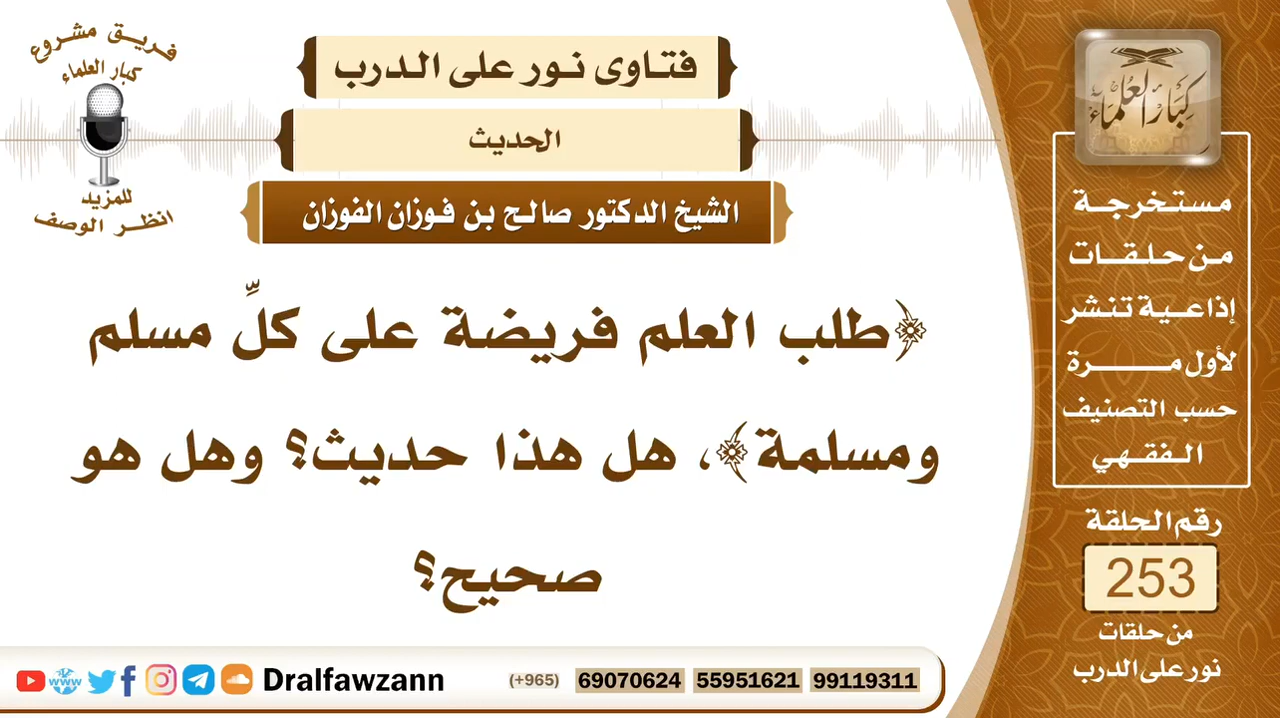 فريق مشروع
كبار العلماء
للمزيد
انظر الوصف
فتاوى نور على الدرب
الحديث
الشيخ الدكتور صالح بن فوزان الفوزان
﴿طلب العلم فريضة على كلِّ مسلم
ومسلمة﴾، هل هذا حديث؟ وهل هو
صحيح؟
كبار العلماء
مستخرجة
من حلقات
إذاعية تنشر
لأول مرة
حسب التصنيف
الفقهي
رقم الحلقة
253
من حلقات
نور على الدرب
www Dralfawzann (+965) 69070624 55951621 99119311